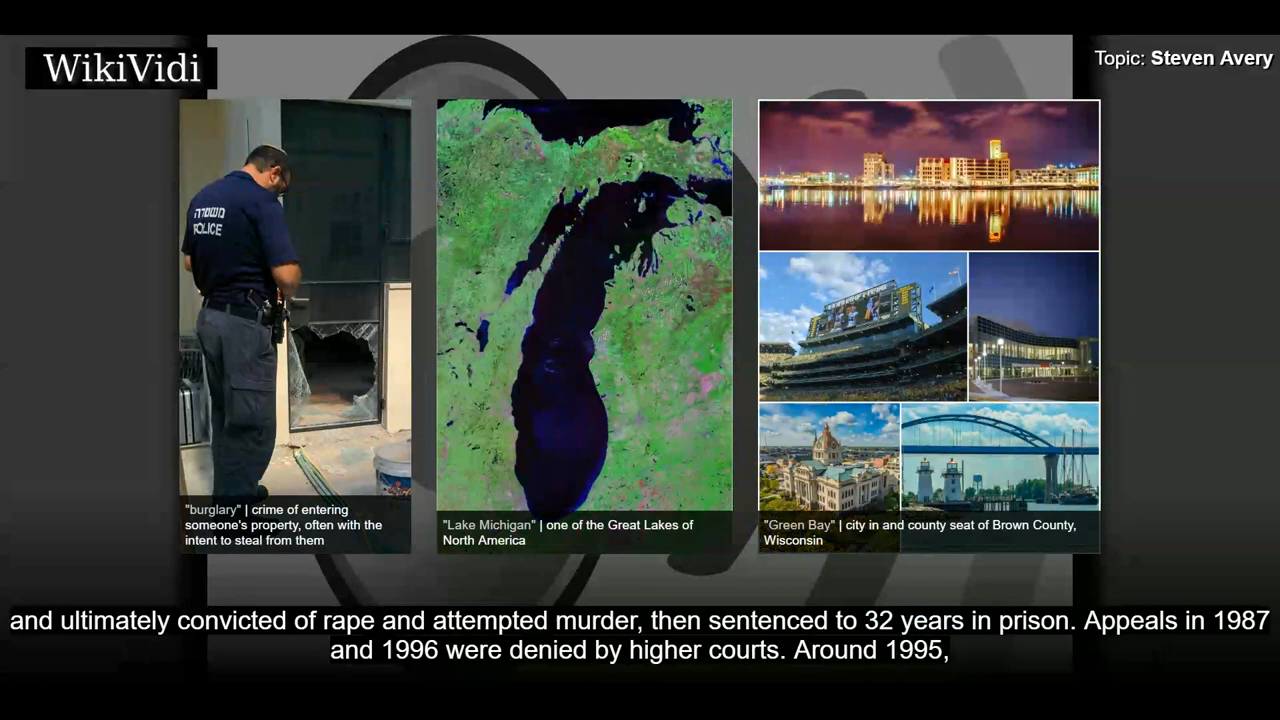 WikiVidi
Topic: Steven Avery
משטרה
POLICE
"burglary" | crime of entering
someone's property, often with the
intent to steal from them
"Lake Michigan" | one of the Great Lakes of
North America
"Green Bay" | city in and county seat of Brown County,
Wisconsin
and ultimately convicted of rape and attempted murder, then sentenced to 32 years in prison. Appeals in 1987
and 1996 were denied by higher courts. Around 1995,